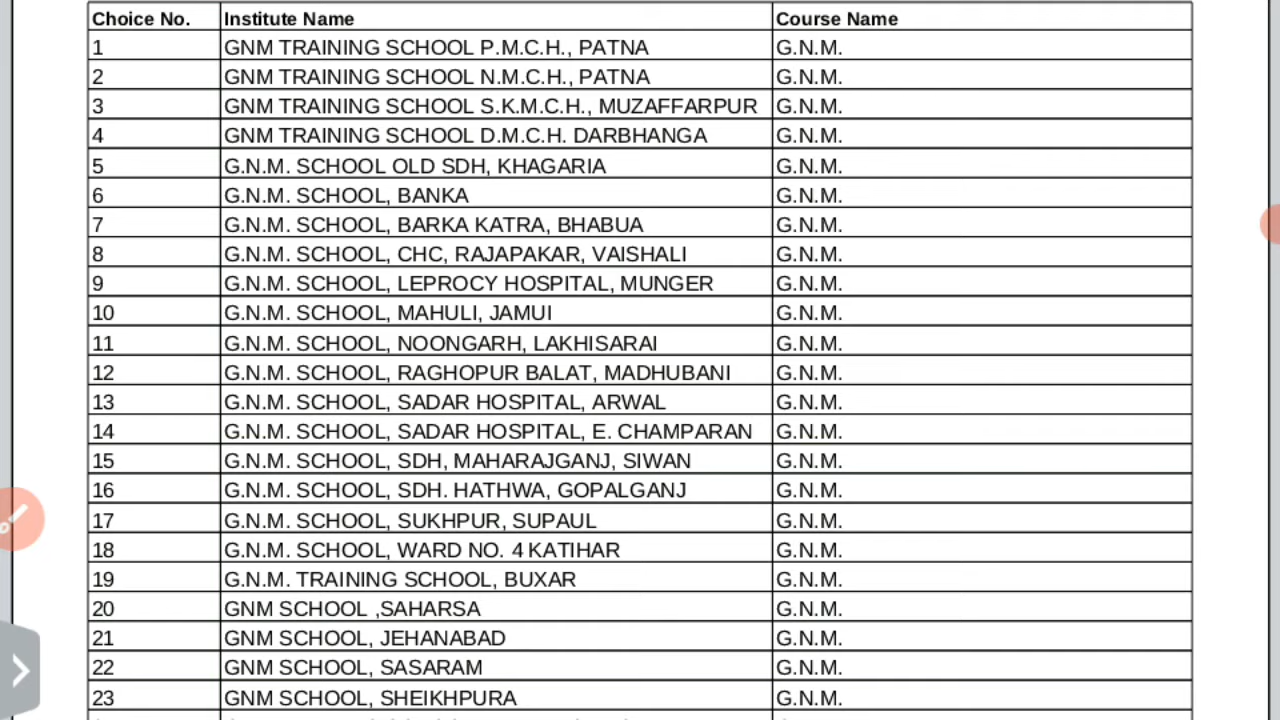 Choice No. Institute Name Course Name
1 GNM TRAINING SCHOOL P.M.C.H., PATNA G.N.M.
2 GNM TRAINING SCHOOL N.M.C.H., PATNA G.N.M.
3 GNM TRAINING SCHOOL S.K.M.C.H., MUZAFFARPUR G.N.M.
4 GNM TRAINING SCHOOL D.M.C.H. DARBHANGA G.N.M.
5 G.N.M. SCHOOL OLD SDH, KHAGARIA G.N.M.
6 G.N.M. SCHOOL, BANKA G.N.M.
7 G.N.M. SCHOOL, BARKA KATRA, BHABUA G.N.M.
8 G.N.M. SCHOOL, CHC, RAJAPAKAR, VAISHALI G.N.M.
9 G.N.M. SCHOOL, LEPROCY HOSPITAL, MUNGER G.N.M.
10 G.N.M. SCHOOL, MAHULI, JAMUI G.N.M.
11 G.N.M. SCHOOL, NOONGARH, LAKHISARAI G.N.M.
12 G.N.M. SCHOOL, RAGHOPUR BALAT, MADHUBANI G.N.M.
13 G.N.M. SCHOOL, SADAR HOSPITAL, ARWAL G.N.M.
14 G.N.M. SCHOOL, SADAR HOSPITAL, E. CHAMPARAN G.N.M.
15 G.N.M. SCHOOL, SDH, MAHARAJGANJ, SIWAN G.N.M.
16 G.N.M. SCHOOL, SDH. HATHWA, GOPALGANJ G.N.M.
17 G.N.M. SCHOOL, SUKHPUR, SUPAUL G.N.M.
18 G.N.M. SCHOOL, WARD NO. 4 KATIHAR G.N.M.
19 G.N.M. TRAINING SCHOOL, BUXAR G.N.M.
20 GNM SCHOOL ,SAHARSA G.N.M.
21 GNM SCHOOL, JEHANABAD G.N.M.
22 GNM SCHOOL, SASARAM G.N.M.
23 GNM SCHOOL, SHEIKHPURA G.N.M.